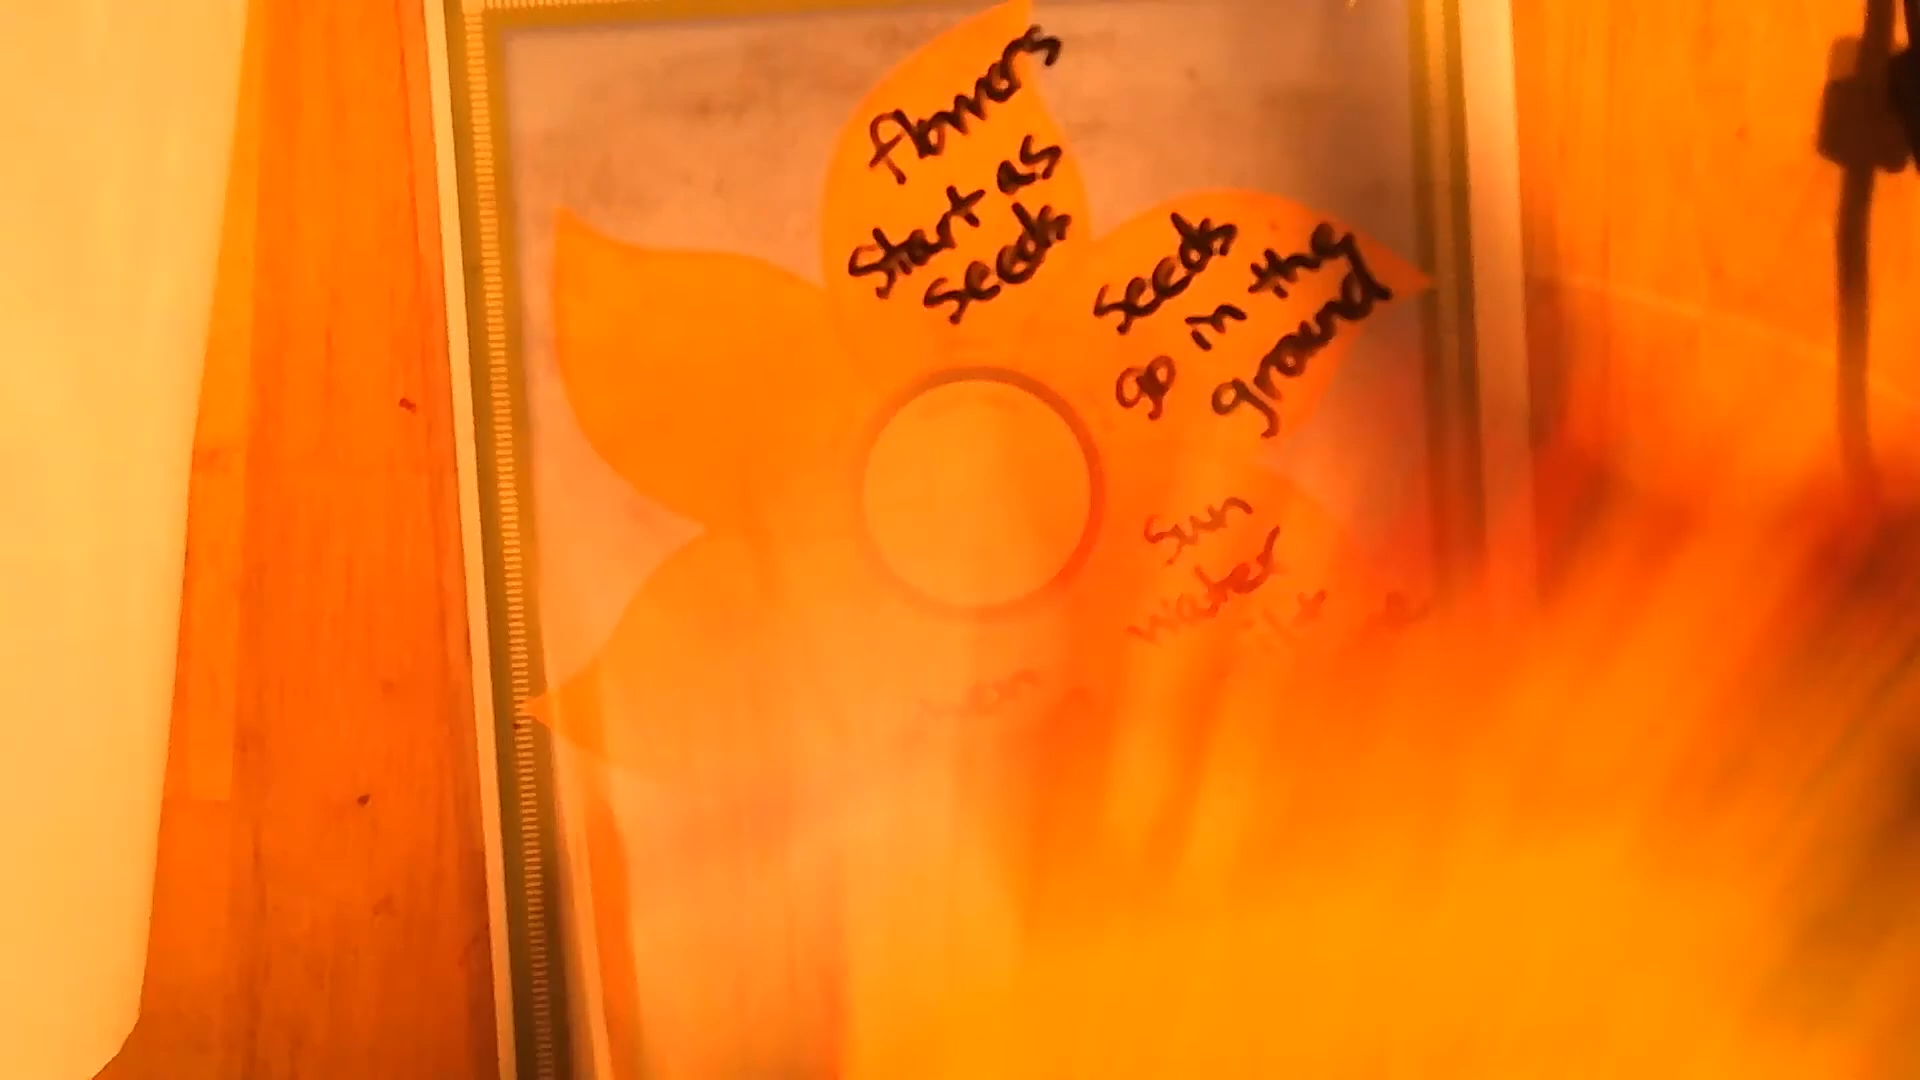 flowers
start as
seeds
seeds
go in the
ground
sun
water